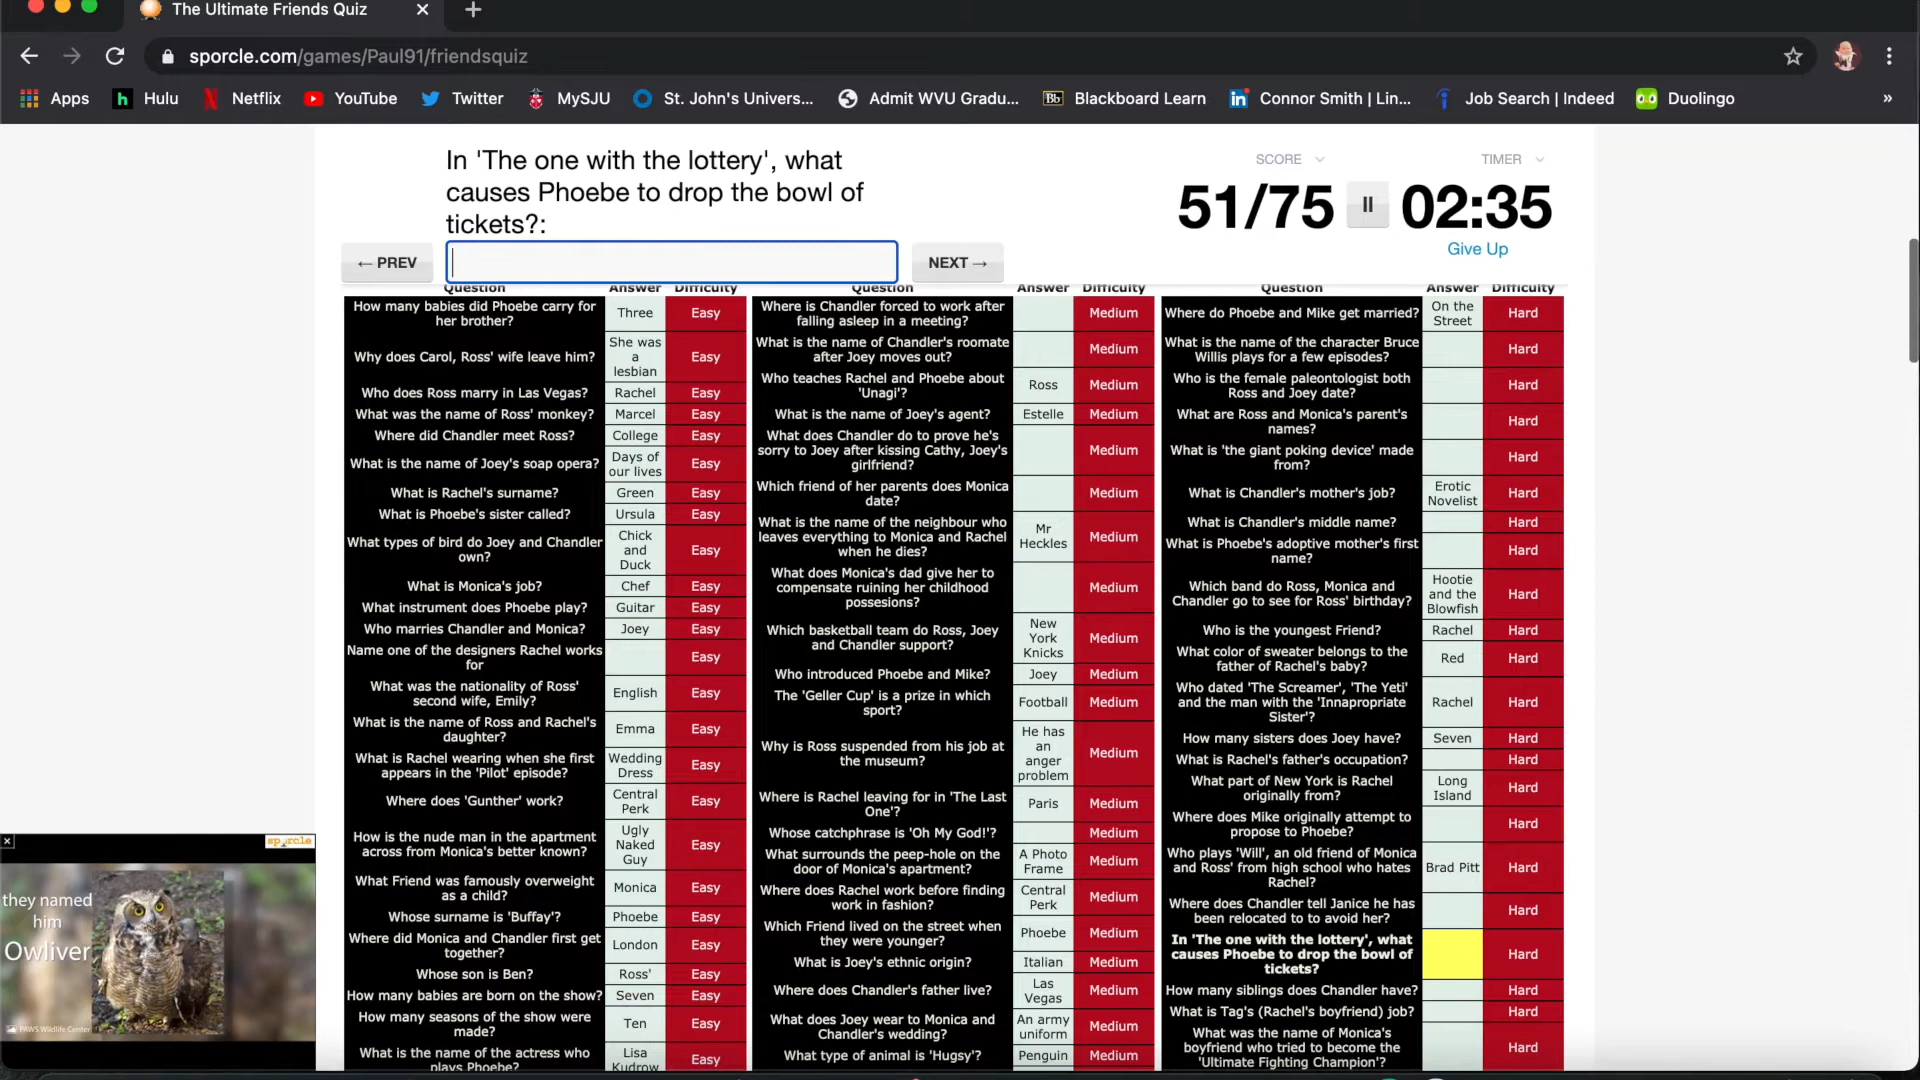 The Ultimate Friends Quiz
sporcle.com/games/Paul91/friendsquiz
Apps
Hulu
Netflix
YouTube
Twitter
MySJU
St. John's Univers...
Admit WVU Gradu...
Bb
Blackboard Learn
Connor Smith | Lin...
Job Search | Indeed
Duolingo
»
In 'The one with the lottery', what
causes Phoebe to drop the bowl of
tickets?:
← PREV
NEXT →
SCORE
51/75
TIMER
02:35
Give Up
Question Answer Difficulty
How many babies did Phoebe carry for
her brother?
Three
Easy
Why does Carol, Ross' wife leave him?
She was
a
lesbian
Easy
Who does Ross marry in Las Vegas?
Rachel
Easy
What was the name of Ross' monkey?
Marcel
Easy
Where did Chandler meet Ross?
College
Easy
What is the name of Joey's soap opera?
Days of
our lives
Easy
What is Rachel's surname?
Green
Easy
What is Phoebe's sister called?
Ursula
Easy
What types of bird do Joey and Chandler
own?
Chick
and
Duck
Easy
What is Monica's job?
Chef
Easy
What instrument does Phoebe play?
Guitar
Easy
Who marries Chandler and Monica?
Joey
Easy
Name one of the designers Rachel works
for
Easy
What was the nationality of Ross'
second wife, Emily?
English
Easy
What is the name of Ross and Rachel's
daughter?
Emma
Easy
What is Rachel wearing when she first
appears in the 'Pilot' episode?
Wedding
Dress
Easy
Where does 'Gunther' work?
Central
Perk
Easy
How is the nude man in the apartment
across from Monica's better known?
Ugly
Naked
Guy
Easy
What Friend was famously overweight
as a child?
Monica
Easy
Whose surname is 'Buffay'?
Phoebe
Easy
Where did Monica and Chandler first get
together?
London
Easy
Whose son is Ben?
Ross'
Easy
How many babies are born on the show?
Seven
Easy
How many seasons of the show were
made?
Ten
Easy
What is the name of the actress who
plays Phoebe?
Lisa
Kudrow
Easy
Question Answer Difficulty
Where is Chandler forced to work after
falling asleep in a meeting?
Medium
What is the name of Chandler's roomate
after Joey moves out?
Medium
Who teaches Rachel and Phoebe about
'Unagi'?
Ross
Medium
What is the name of Joey's agent?
Estelle
Medium
What does Chandler do to prove he's
sorry to Joey after kissing Cathy, Joey's
girlfriend?
Medium
Which friend of her parents does Monica
date?
Medium
What is the name of the neighbour who
leaves everything to Monica and Rachel
when he dies?
Mr
Heckles
Medium
What does Monica's dad give her to
compensate ruining her childhood
possesions?
Medium
Which basketball team do Ross, Joey
and Chandler support?
New
York
Knicks
Medium
Who introduced Phoebe and Mike?
Joey
Medium
The 'Geller Cup' is a prize in which
sport?
Football
Medium
Why is Ross suspended from his job at
the museum?
He has
an
anger
problem
Medium
Where is Rachel leaving for in 'The Last
One'?
Paris
Medium
Whose catchphrase is 'Oh My God!'?
Medium
What surrounds the peep-hole on the
door of Monica's apartment?
A Photo
Frame
Medium
Where does Rachel work before finding
work in fashion?
Central
Perk
Medium
Which Friend lived on the street when
they were younger?
Phoebe
Medium
What is Joey's ethnic origin?
Italian
Medium
Where does Chandler's father live?
Las
Vegas
Medium
What does Joey wear to Monica and
Chandler's wedding?
An army
uniform
Medium
What type of animal is 'Hugsy'?
Penguin
Medium
Question Answer Difficulty
Where do Phoebe and Mike get married?
On the
Street
Hard
What is the name of the character Bruce
Willis plays for a few episodes?
Hard
Who is the female paleontologist both
Ross and Joey date?
Hard
What are Ross and Monica's parent's
names?
Hard
What is 'the giant poking device' made
from?
Hard
What is Chandler's mother's job?
Erotic
Novelist
Hard
What is Chandler's middle name?
Hard
What is Phoebe's adoptive mother's first
name?
Hard
Which band do Ross, Monica and
Chandler go to see for Ross' birthday?
Hootie
and the
Blowfish
Hard
Who is the youngest Friend?
Rachel
Hard
What color of sweater belongs to the
father of Rachel's baby?
Red
Hard
Who dated 'The Screamer', 'The Yeti'
and the man with the 'Innapropriate
Sister'?
Rachel
Hard
How many sisters does Joey have?
Seven
Hard
What is Rachel's father's occupation?
Hard
What part of New York is Rachel
originally from?
Long
Island
Hard
Where does Mike originally attempt to
propose to Phoebe?
Hard
Who plays 'Will', an old friend of Monica
and Ross' from high school who hates
Rachel?
Brad Pitt
Hard
Where does Chandler tell Janice he has
been relocated to to avoid her?
Hard
In 'The one with the lottery', what
causes Phoebe to drop the bowl of
tickets?
Hard
How many siblings does Chandler have?
Hard
What is Tag's (Rachel's boyfriend) job?
Hard
What was the name of Monica's
boyfriend who tried to become the
'Ultimate Fighting Champion'?
Hard
sporcle
they named
him
Owliver
PAWS Wildlife Center